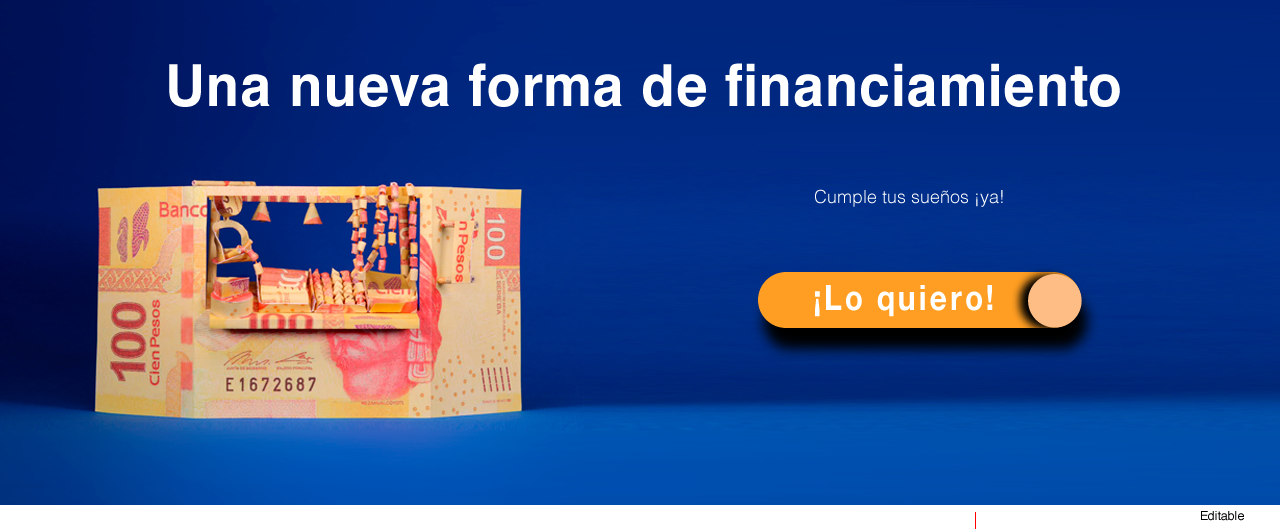 Una nueva forma de financiamiento
Cumple tus sueños ¡ya!
¡Lo quiero!
Banco
100
Cien Pesos
100
n Pesos
100
Cien
E1672687
Editable